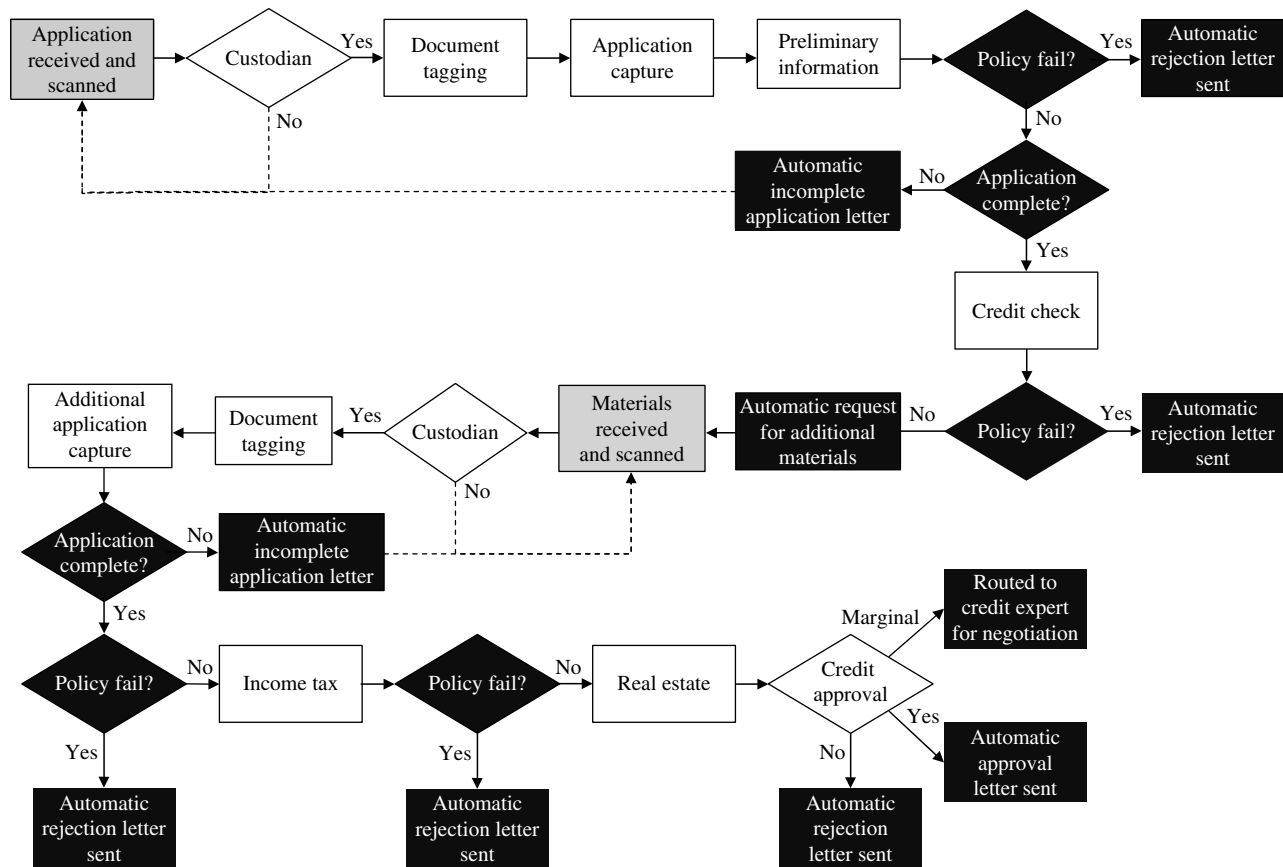 Application
received and
scanned
Custodian
Yes
No
Document
tagging
Application
capture
Preliminary
information
Policy fail?
Yes
No
Automatic
rejection letter
sent
Automatic
incomplete
application letter
No
Application
complete?
Yes
Credit check
Additional
application
capture
Document
tagging
Yes
Custodian
No
Materials
received
and scanned
Automatic request
for additional
materials
No
Policy fail?
Yes
Automatic
rejection letter
sent
Application
complete?
No
Yes
Automatic
incomplete
application letter
Policy fail?
No
Yes
Income tax
Policy fail?
No
Yes
Real estate
Credit
approval
Marginal
Yes
No
Routed to
credit expert
for negotiation
Automatic
approval
letter sent
Automatic
rejection letter
sent
Automatic
rejection letter
sent
Automatic
rejection
letter sent